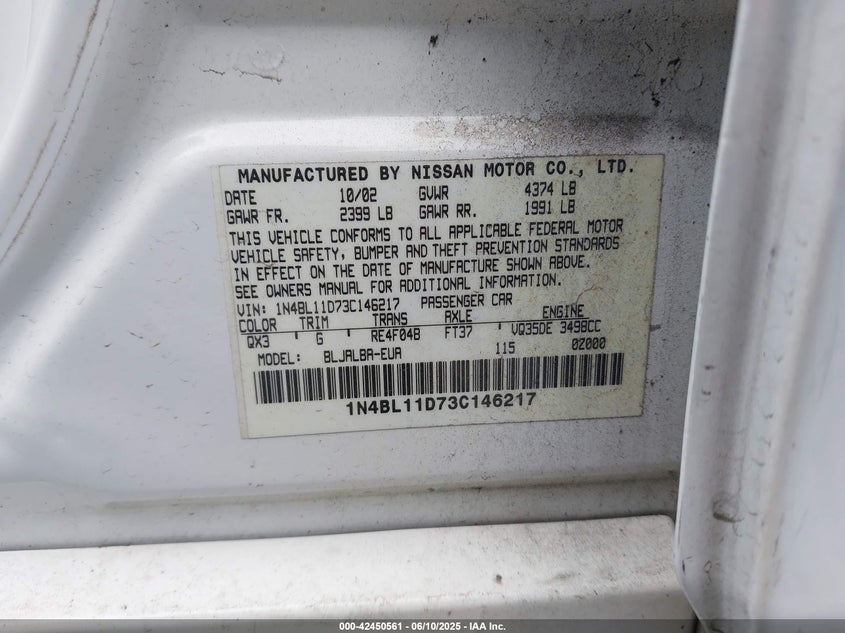 MANUFACTURED BY NISSAN MOTOR CO., LTD.
DATE 10/02 GVWR 4374 LB
GAWR FR. 2399 LB GAWR RR. 1991 LB
THIS VEHICLE CONFORMS TO ALL APPLICABLE FEDERAL MOTOR
VEHICLE SAFETY, BUMPER AND THEFT PREVENTION STANDARDS
IN EFFECT ON THE DATE OF MANUFACTURE SHOWN ABOVE.
SEE OWNERS MANUAL FOR ADDITIONAL INFORMATION.
VIN: 1N4BL11D73C146217 PASSENGER CAR
COLOR TRIM TRANS AXLE ENGINE
QX3 G RE4F04B FT37 VQ35DE 3498CC
MODEL: BLJALBA-EUA 115 0Z000
1N4BL11D73C146217
000-42450561 - 06/10/2025 - IAA Inc.